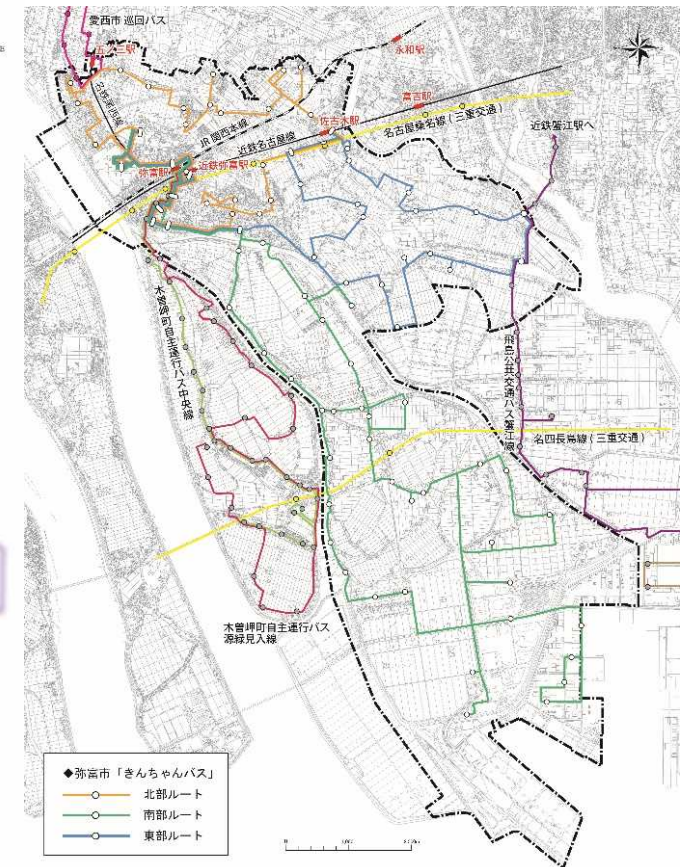 愛西市 巡回バス
五ノ三駅
永和駅
富吉駅
佐古木駅
JR関西本線
近鉄名古屋線
名古屋桑名線(三重交通)
近鉄蟹江駅へ
弥富駅
近鉄弥富駅
木曽岬町自主運行バス中央線
飛島公共交通バス蟹江線
名四長島線(三重交通)
木曽岬町自主運行バス
源緑見入線
◆弥富市「きんちゃんバス」
北部ルート
南部ルート
東部ルート